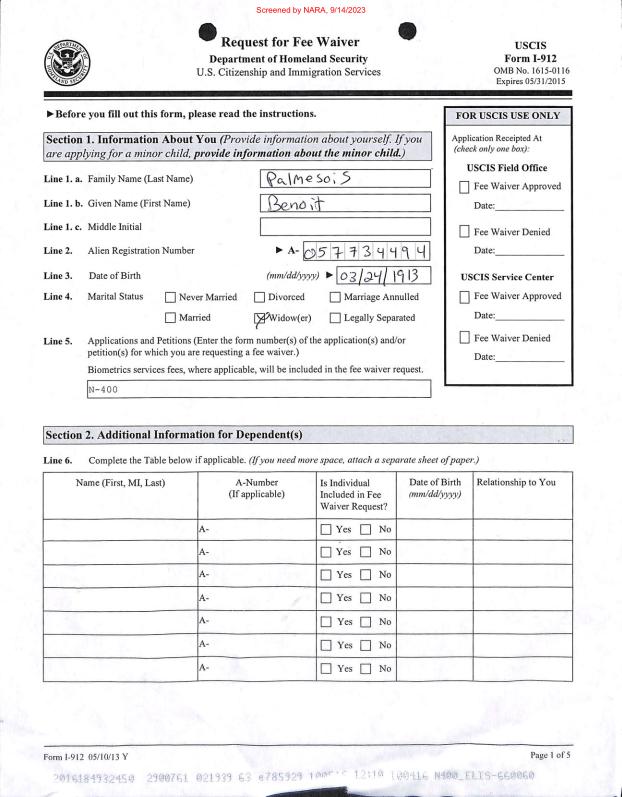 Screened by NARA, 9/14/2023
Request for Fee Waiver
Department of Homeland Security
U.S. Citizenship and Immigration Services
USCIS
Form I-912
OMB No. 1615-0116
Expires 05/31/2015
►Before you fill out this form, please read the instructions.
Section 1. Information About You (Provide information about yourself. If you
are applying for a minor child, provide information about the minor child.)
Line 1. a. Family Name (Last Name) Palmesois
Line 1. b. Given Name (First Name) Benoit
Line 1. c. Middle Initial
Line 2. Alien Registration Number ► A- 057734494
Line 3. Date of Birth (mm/dd/yyyy) ► 03/24/1913
Line 4. Marital Status Never Married Divorced Marriage Annulled
Married Widow(er) Legally Separated
Line 5. Applications and Petitions (Enter the form number(s) of the application(s) and/or
petition(s) for which you are requesting a fee waiver.)
Biometrics services fees, where applicable, will be included in the fee waiver request.
N-400
FOR USCIS USE ONLY
Application Receipted At
(check only one box):
USCIS Field Office
Fee Waiver Approved
Date:
Fee Waiver Denied
Date:
USCIS Service Center
Fee Waiver Approved
Date:
Fee Waiver Denied
Date:
Section 2. Additional Information for Dependent(s)
Line 6. Complete the Table below if applicable. (If you need more space, attach a separate sheet of paper.)
Name (First, MI, Last) A-Number Is Individual Date of Birth Relationship to You
(If applicable) Included in Fee (mm/dd/yyyy)
Waiver Request?
A- Yes No
A- Yes No
A- Yes No
A- Yes No
A- Yes No
A- Yes No
A- Yes No
Form I-912 05/10/13 Y Page 1 of 5
2016184932450 2900761 021939 63 e785929 12:10 100416 N400_ELIS-660060